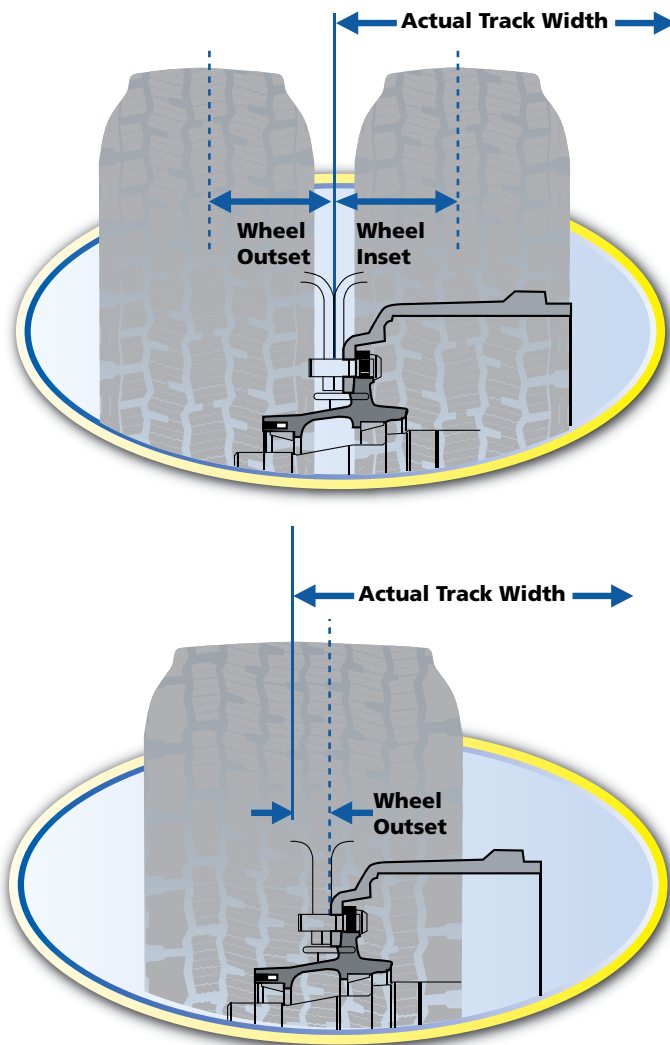 Actual Track Width
Wheel
Outset
Wheel
Inset
Actual Track Width
Wheel
Outset